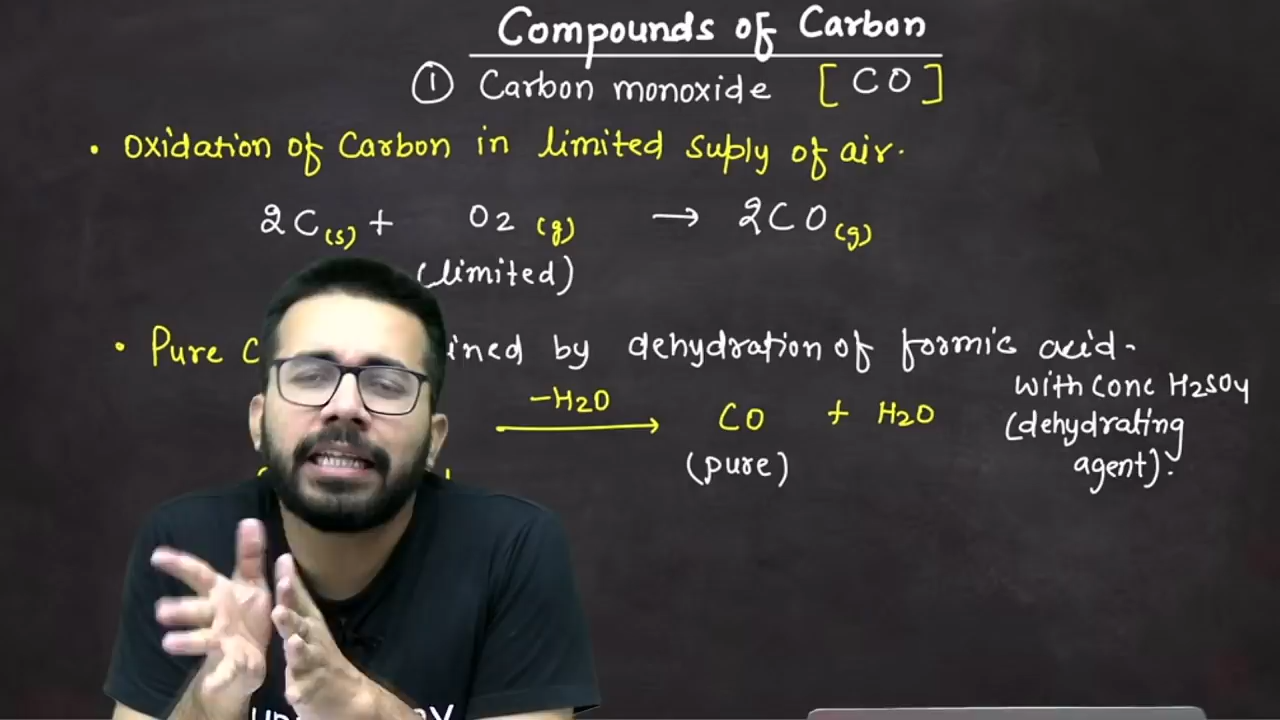 Compounds of Carbon
① Carbon monoxide [CO]
• Oxidation of Carbon in limited Suply of air.
2C(s) + O2 (g) → 2CO(g)
(limited)
• Pure by dehydration of formic acid.
with Conc H2SO4
-H2O
CO + H2O (dehydrating
(pure) agent).